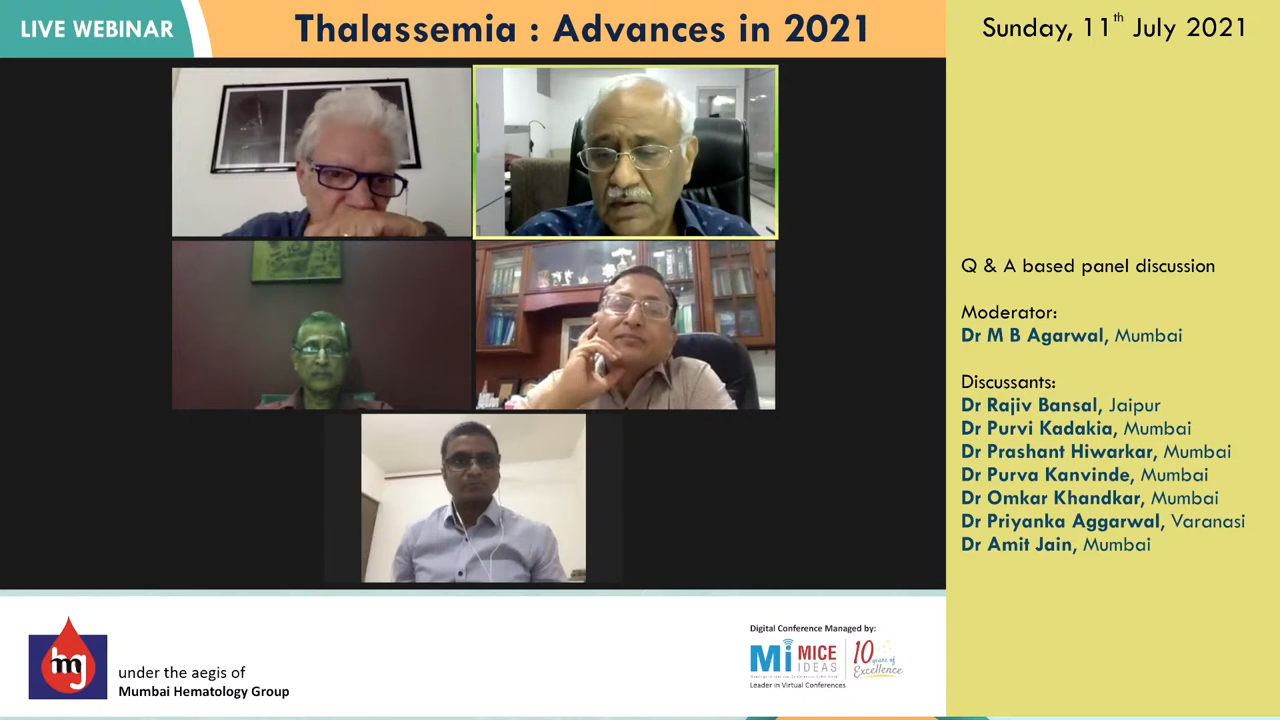 LIVE WEBINAR
Thalassemia : Advances in 2021
Sunday, 11th July 2021
Q & A based panel discussion
Moderator:
Dr M B Agarwal, Mumbai
Discussants:
Dr Rajiv Bansal, Jaipur
Dr Purvi Kadakia, Mumbai
Dr Prashant Hiwarkar, Mumbai
Dr Purva Kanvinde, Mumbai
Dr Omkar Khandkar, Mumbai
Dr Priyanka Aggarwal, Varanasi
Dr Amit Jain, Mumbai
mg
under the aegis of
Mumbai Hematology Group
Digital Conference Managed by:
Mi MICE
IDEAS
10 years of
Excellence
Leader in Virtual Conferences